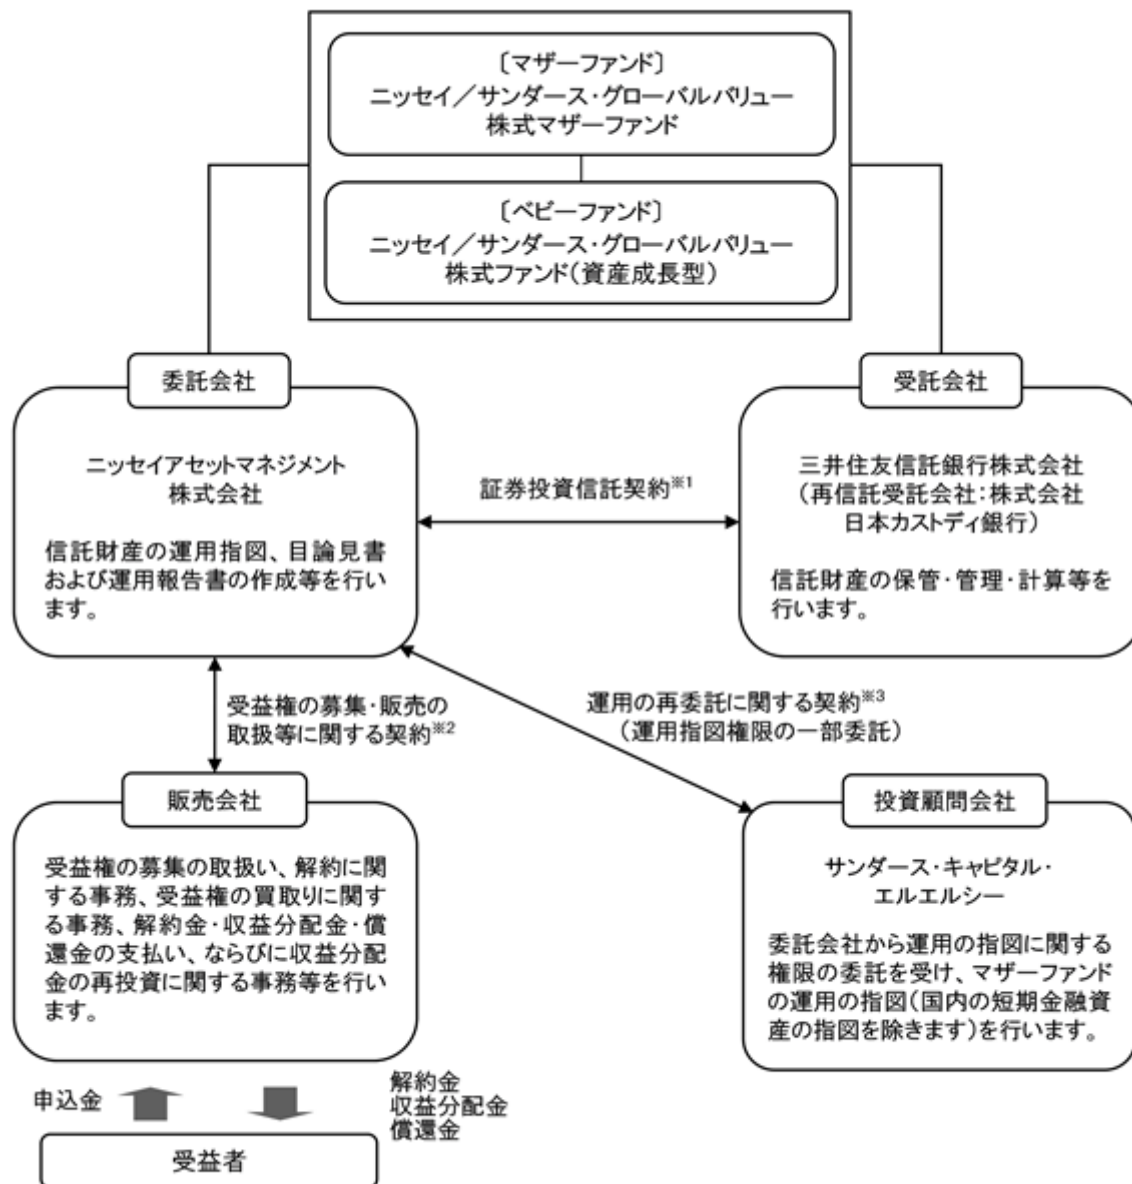 〔マザーファンド〕
ニッセイ／サンダース・グローバルバリュー
株式マザーファンド
〔ベビーファンド〕
ニッセイ／サンダース・グローバルバリュー
株式ファンド（資産成長型）
委託会社
ニッセイアセットマネジメント
株式会社
信託財産の運用指図、目論見書
および運用報告書の作成等を行い
ます。
証券投資信託契約※1
受託会社
三井住友信託銀行株式会社
（再信託受託会社：株式会社
日本カストディ銀行）
信託財産の保管・管理・計算等を
行います。
受益権の募集・販売の
取扱等に関する契約※2
運用の再委託に関する契約※3
（運用指図権限の一部委託）
販売会社
受益権の募集の取扱い、解約に関
する事務、受益権の買取りに関す
る事務、解約金・収益分配金・償
還金の支払い、ならびに収益分配
金の再投資に関する事務等を行い
ます。
投資顧問会社
サンダース・キャピタル・
エルエルシー
委託会社から運用の指図に関する
権限の委託を受け、マザーファンド
の運用の指図（国内の短期金融資
産の指図を除きます）を行います。
申込金
解約金
収益分配金
償還金
受益者